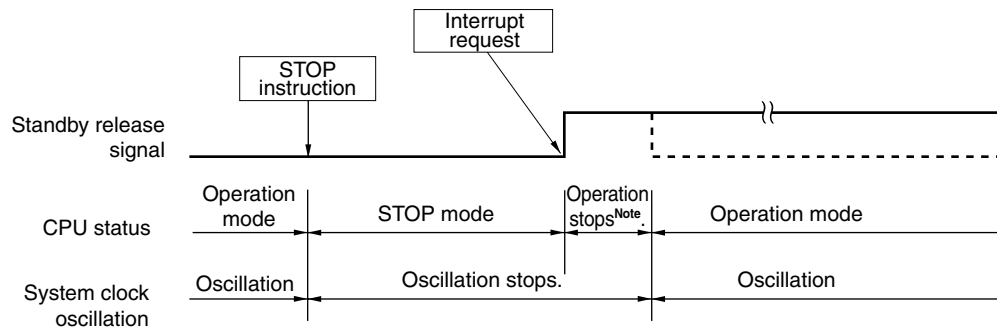 Interrupt
request
STOP
instruction
Standby release
signal
Operation
mode
STOP mode
Operation
stopsNote.
Operation mode
CPU status
Oscillation
Oscillation stops.
Oscillation
System clock
oscillation